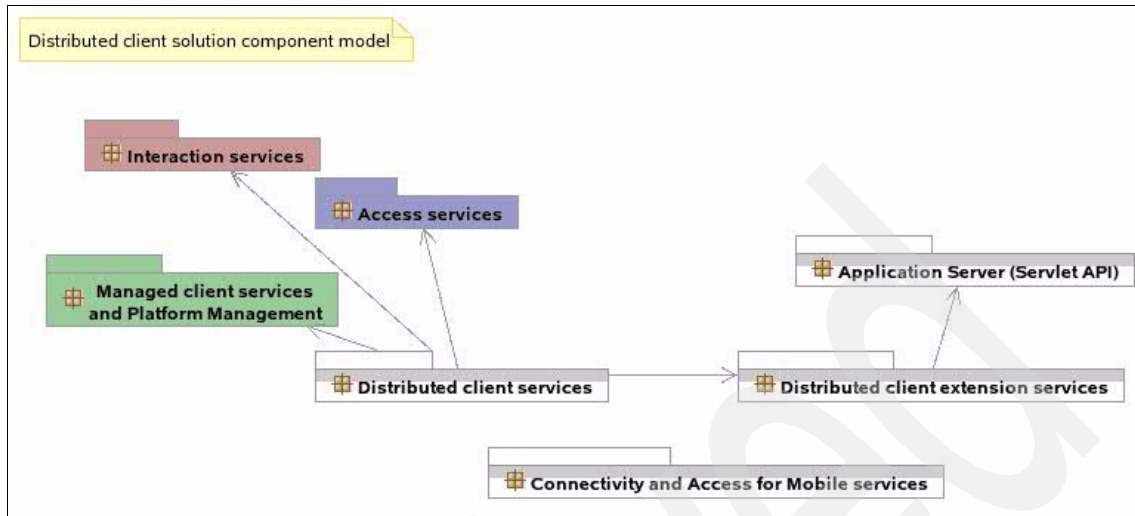 Distributed client solution component model
Interaction services
Access services
Managed client services
and Platform Management
Application Server (Servlet API)
Distributed client services
Distributed client extension services
Connectivity and Access for Mobile services